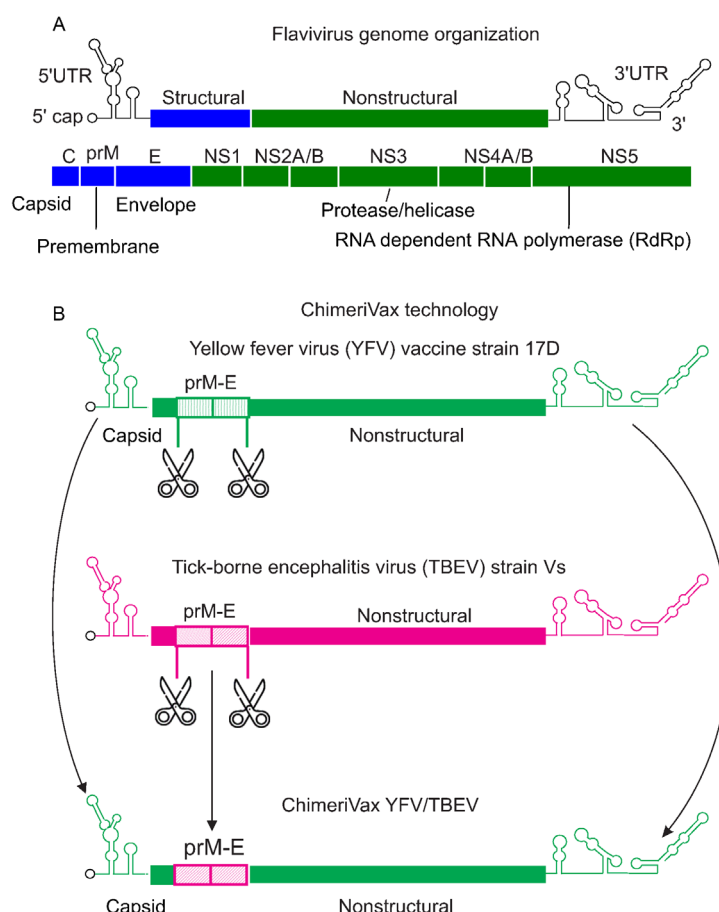 A
Flavivirus genome organization
5'UTR
3'UTR
Structural
Nonstructural
5' cap
3'
C prM E NS1 NS2A/B NS3 NS4A/B NS5
Capsid
Envelope
Protease/helicase
Premembrane
RNA dependent RNA polymerase (RdRp)
B
ChimeriVax technology
Yellow fever virus (YFV) vaccine strain 17D
prM-E
Capsid
Nonstructural
Tick-borne encephalitis virus (TBEV) strain Vs
Nonstructural
prM-E
ChimeriVax YFV/TBEV
prM-E
Capsid
Nonstructural